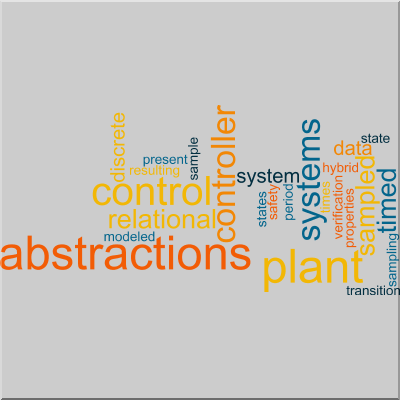 discrete
present
resulting
sample
control
relational
modeled
abstractions
controller
system
states
safety
period
systems
times
hybrid
data
state
verification
properties
sampled
timed
sampling
plant
transition